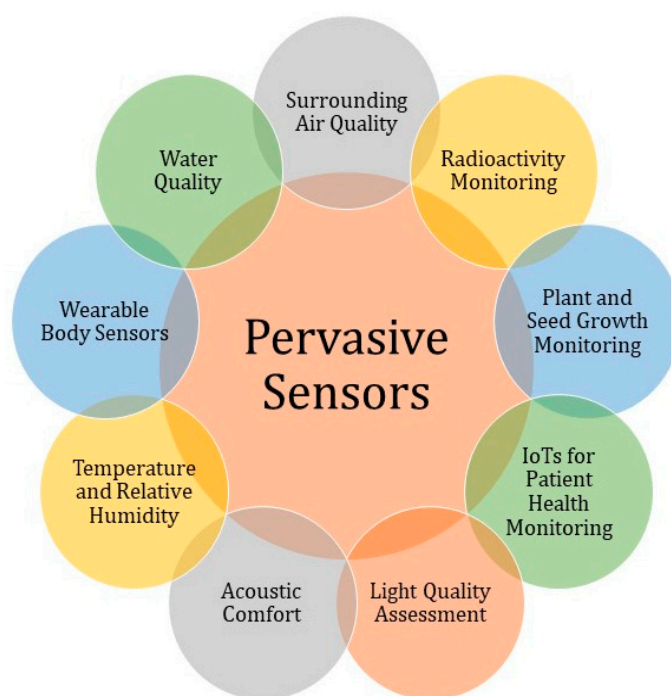 Surrounding
Air Quality
Radioactivity
Monitoring
Plant and
Seed Growth
Monitoring
IoTs for
Patient
Health
Monitoring
Light Quality
Assessment
Acoustic
Comfort
Temperature
and Relative
Humidity
Wearable
Body Sensors
Water
Quality
Pervasive
Sensors